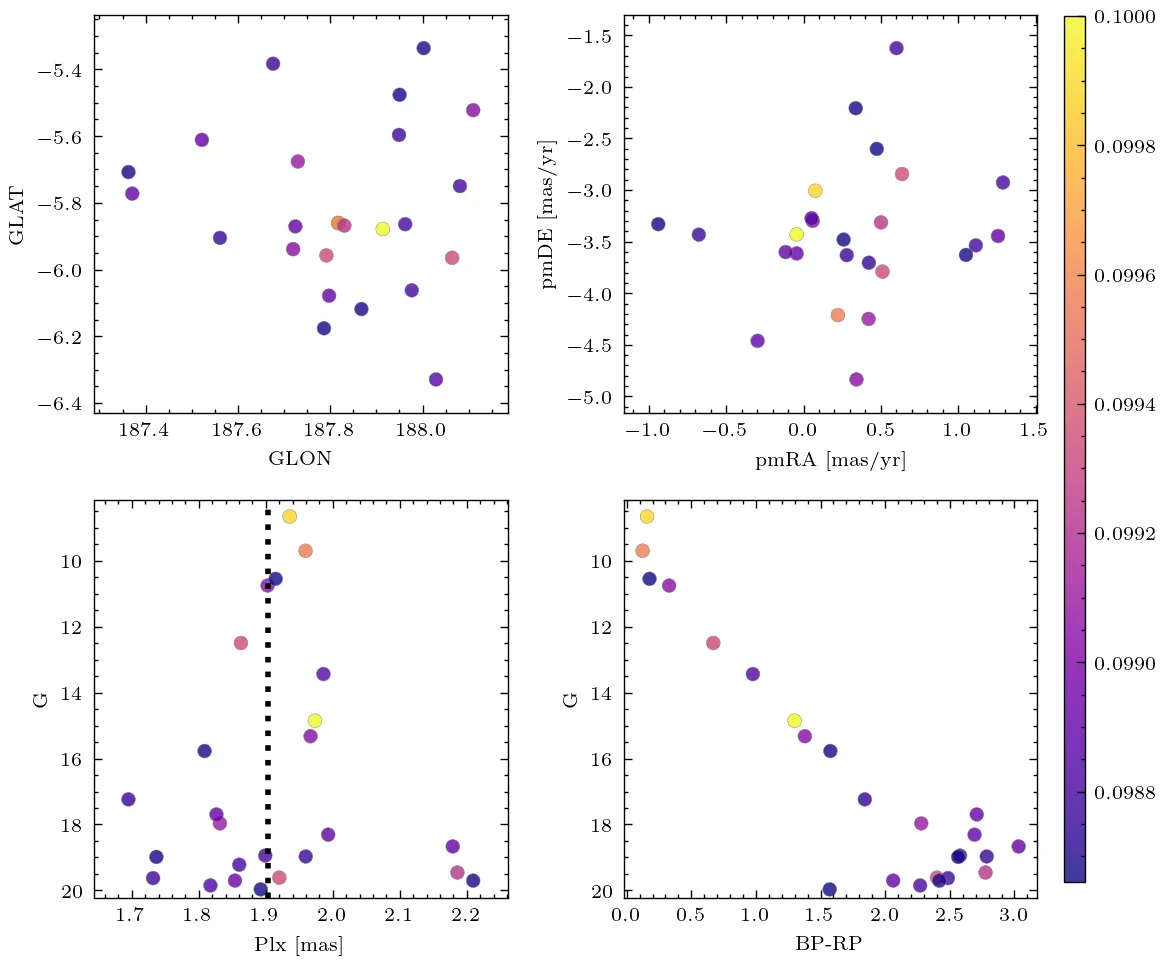 −5.4
−5.6
−5.8
−6.0
−6.2
−6.4
GLAT
187.4 187.6 187.8 188.0
GLON
−1.5
−2.0
−2.5
−3.0
−3.5
−4.0
−4.5
−5.0
pmDE [mas/yr]
−1.0 −0.5 0.0 0.5 1.0 1.5
pmRA [mas/yr]
10
12
14
16
18
20
G
1.7 1.8 1.9 2.0 2.1 2.2
Plx [mas]
10
12
14
16
18
20
G
0.0 0.5 1.0 1.5 2.0 2.5 3.0
BP-RP
0.1000
0.0998
0.0996
0.0994
0.0992
0.0990
0.0988